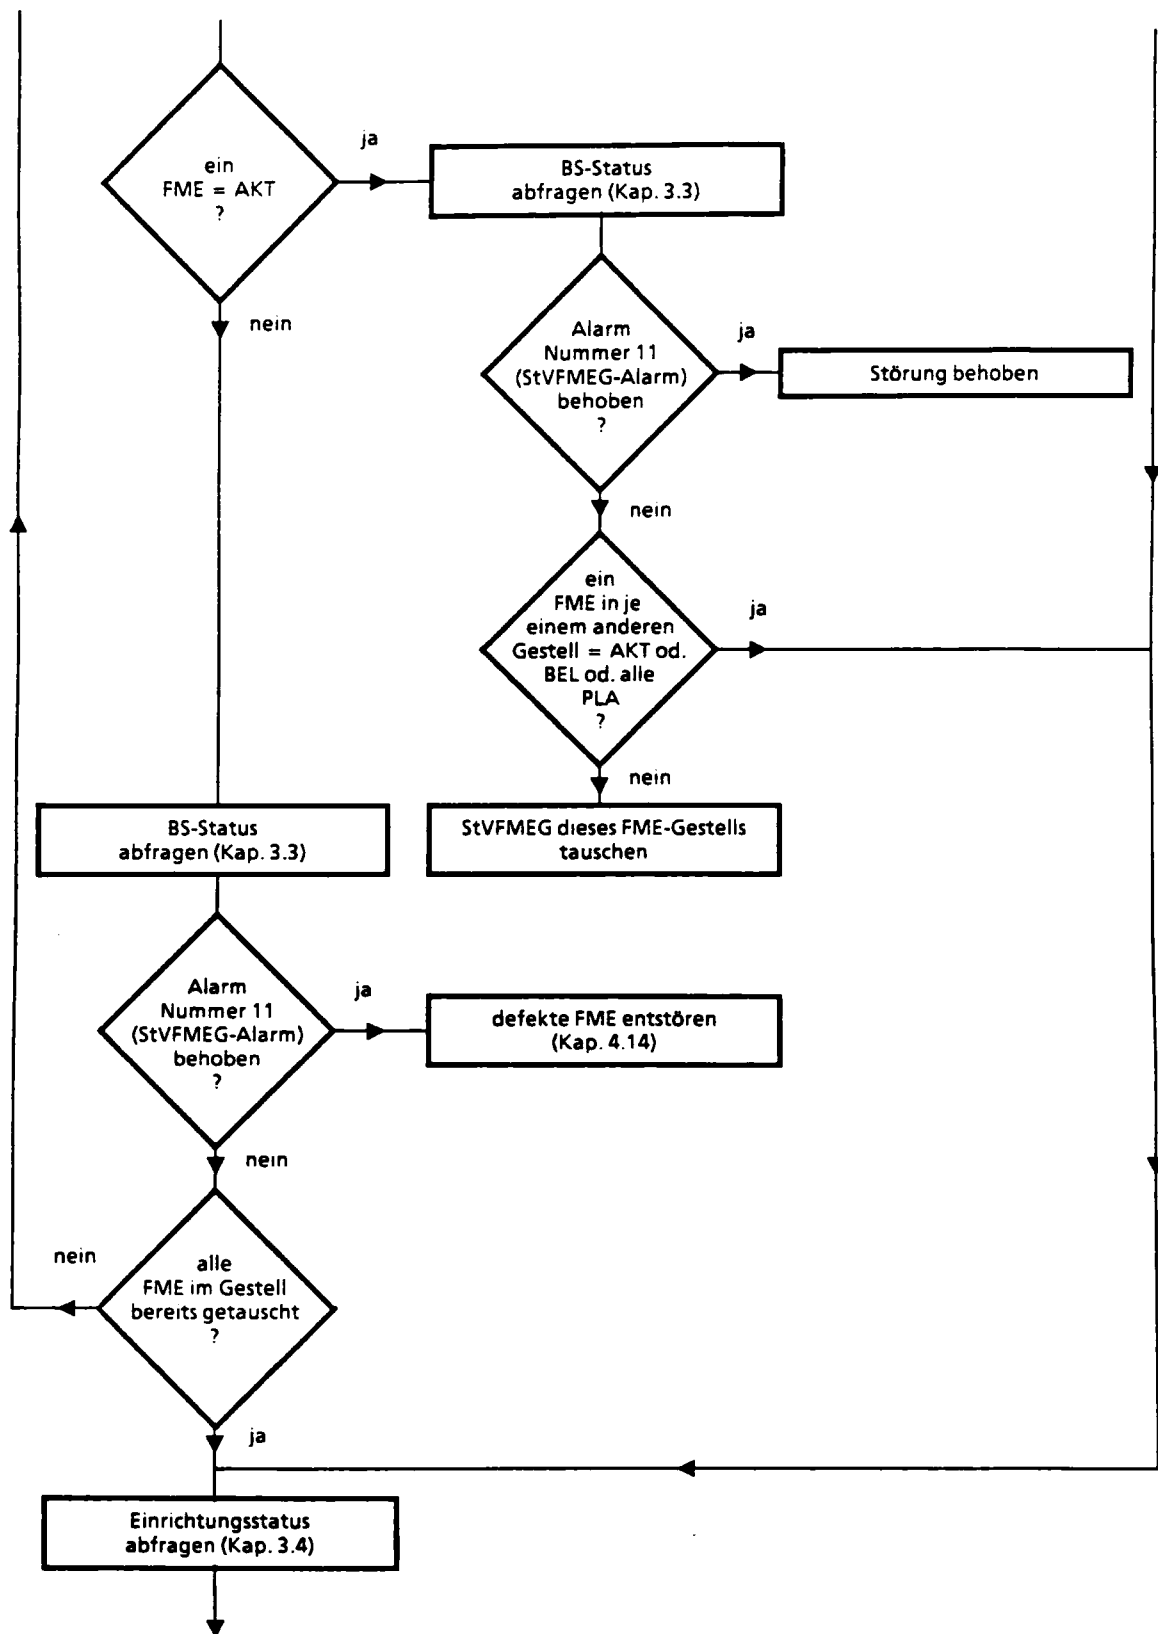 ja
ein
FME = AKT
?
BS-Status
abfragen (Kap. 3.3)
nein
Alarm
Nummer 11
(StVFMEG-Alarm)
behoben
?
ja
Störung behoben
nein
ein
FME in je
einem anderen
Gestell = AKT od.
BEL od. alle
PLA
?
ja
nein
BS-Status
abfragen (Kap. 3.3)
StVFMEG dieses FME-Gestells
tauschen
Alarm
Nummer 11
(StVFMEG-Alarm)
behoben
?
ja
defekte FME entstören
(Kap. 4.14)
nein
nein
alle
FME im Gestell
bereits getauscht
?
ja
Einrichtungsstatus
abfragen (Kap. 3.4)